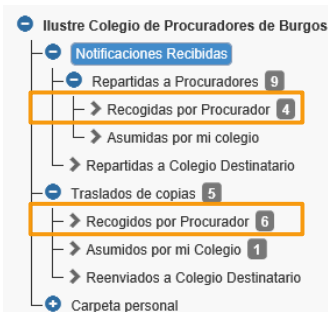 Ilustre Colegio de Procuradores de Burgos
Notificaciones Recibidas
Repartidas a Procuradores 9
Recogidas por Procurador 4
Asumidas por mi colegio
Repartidas a Colegio Destinatario
Traslados de copias 5
Recogidos por Procurador 6
Asumidos por mi Colegio 1
Reenviados a Colegio Destinatario
Carpeta personal